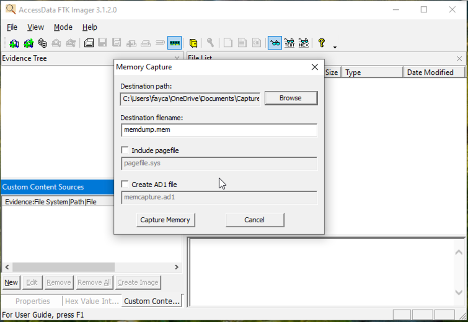 AccessData FTK Imager 3.1.2.0
File View Mode Help
Evidence Tree
File List
Size Type Date Modified
Memory Capture
Destination path:
C:\Users\fayca\OneDrive\Documents\Capture
Browse
Destination filename:
memdump.mem
Include pagefile
pagefile.sys
Create AD1 file
memcapture.ad1
Capture Memory Cancel
Custom Content Sources
Evidence:File System|Path|File
New Edit Remove Remove All Create Image
Properties Hex Value Int... Custom Conte...
For User Guide, press F1